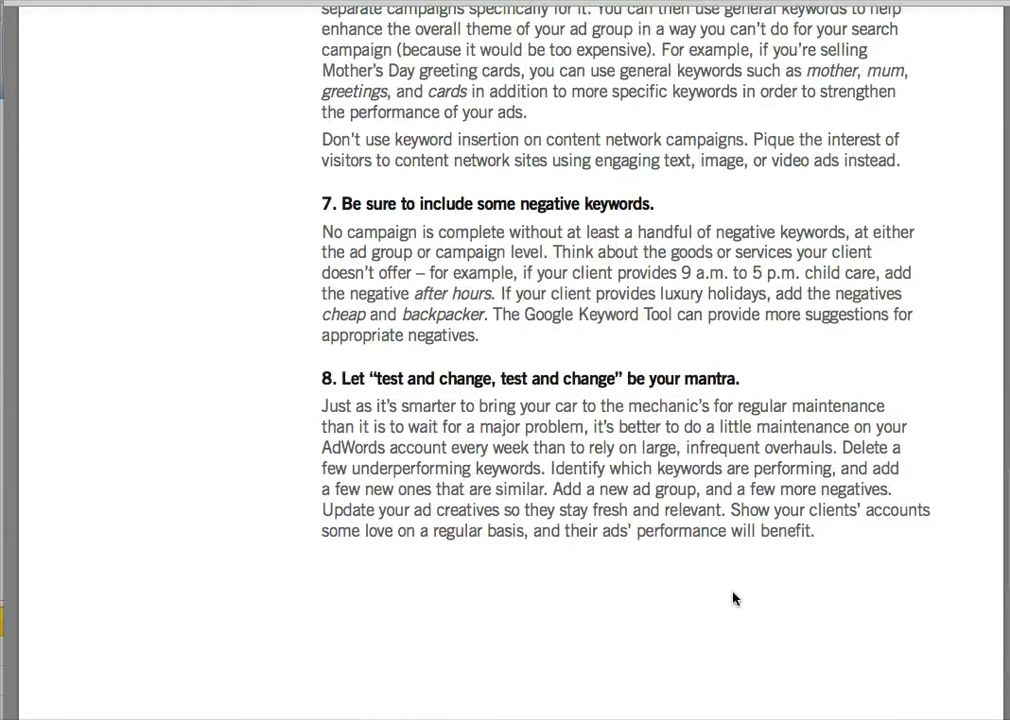 separate campaigns specifically for it. You can then use general keywords to help
enhance the overall theme of your ad group in a way you can’t do for your search
campaign (because it would be too expensive). For example, if you’re selling
Mother’s Day greeting cards, you can use general keywords such as mother, mum,
greetings, and cards in addition to more specific keywords in order to strengthen
the performance of your ads.
Don’t use keyword insertion on content network campaigns. Pique the interest of
visitors to content network sites using engaging text, image, or video ads instead.
7. Be sure to include some negative keywords.
No campaign is complete without at least a handful of negative keywords, at either
the ad group or campaign level. Think about the goods or services your client
doesn’t offer – for example, if your client provides 9 a.m. to 5 p.m. child care, add
the negative after hours. If your client provides luxury holidays, add the negatives
cheap and backpacker. The Google Keyword Tool can provide more suggestions for
appropriate negatives.
8. Let “test and change, test and change” be your mantra.
Just as it’s smarter to bring your car to the mechanic’s for regular maintenance
than it is to wait for a major problem, it’s better to do a little maintenance on your
AdWords account every week than to rely on large, infrequent overhauls. Delete a
few underperforming keywords. Identify which keywords are performing, and add
a few new ones that are similar. Add a new ad group, and a few more negatives.
Update your ad creatives so they stay fresh and relevant. Show your clients’ accounts
some love on a regular basis, and their ads’ performance will benefit.